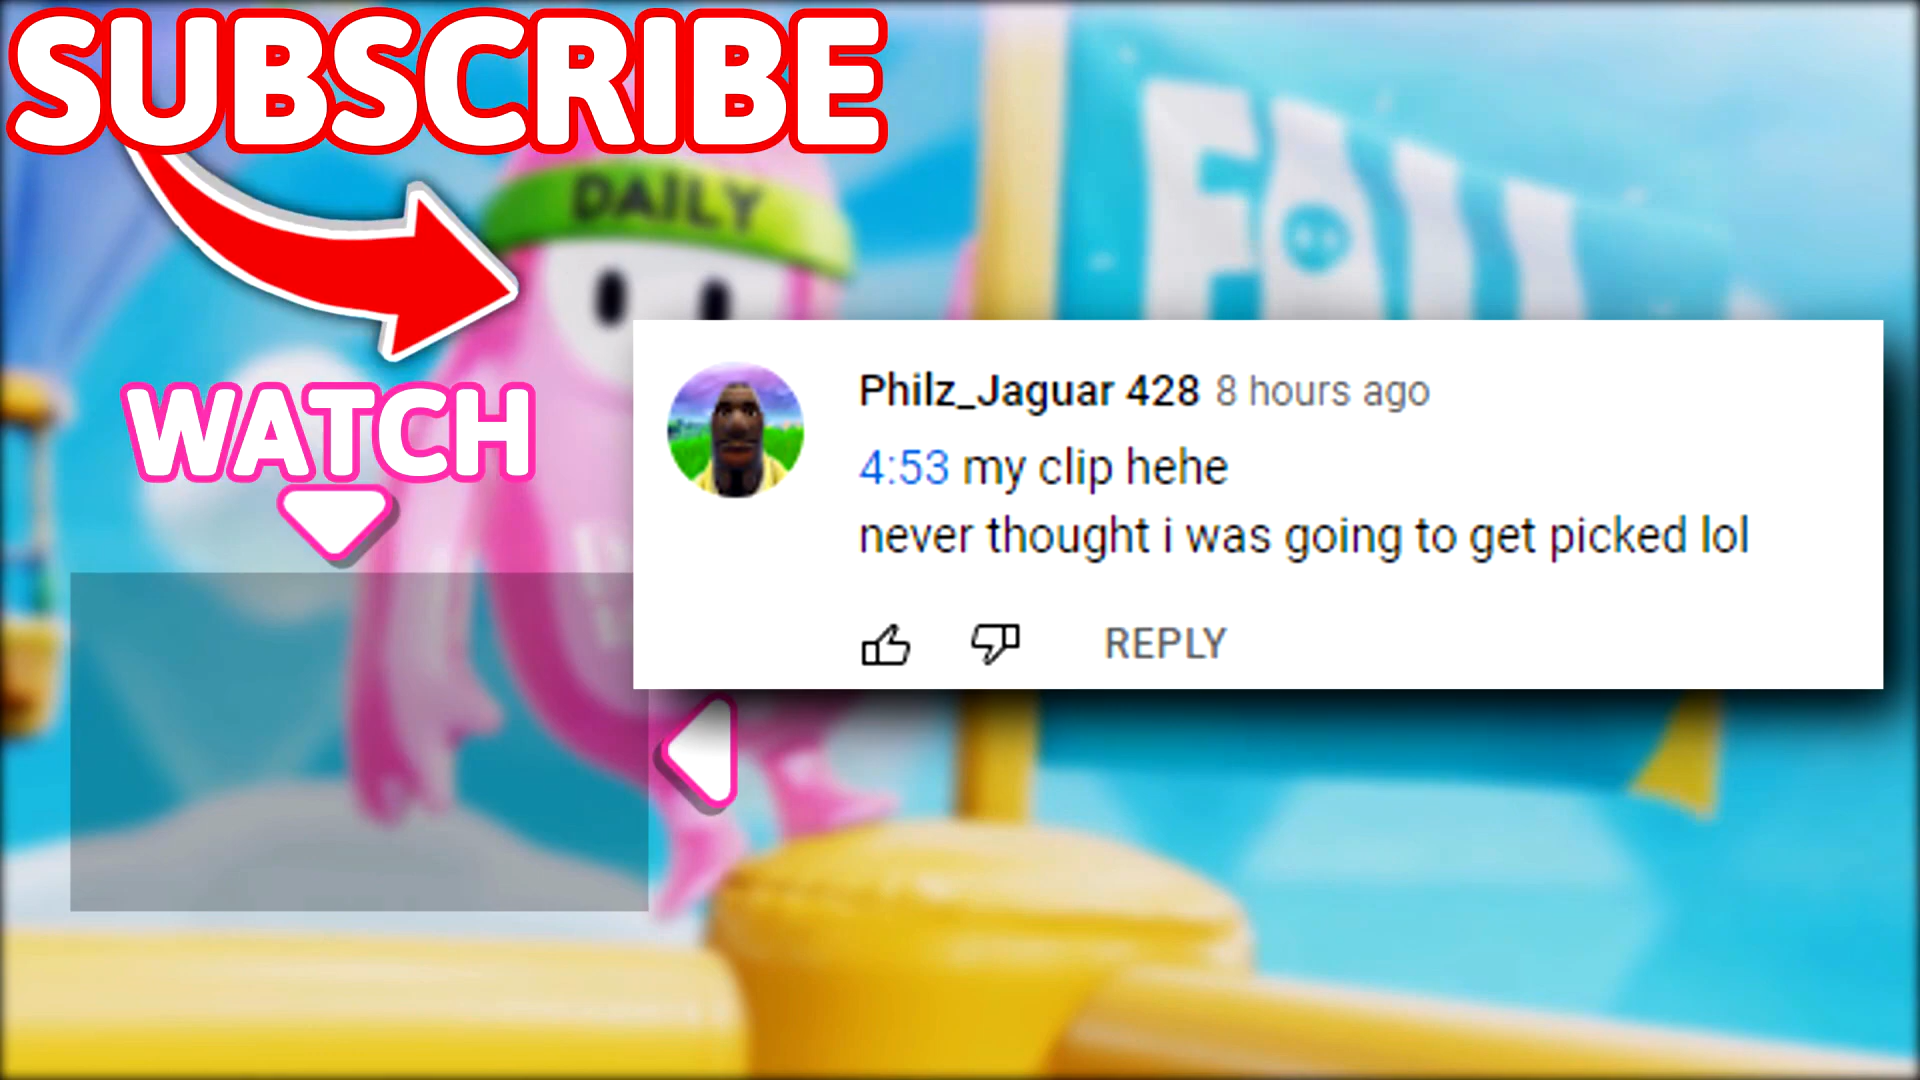 SUBSCRIBE
DAILY
FALL
WATCH
Philz_Jaguar 428 8 hours ago
4:53 my clip hehe
never thought i was going to get picked lol
REPLY